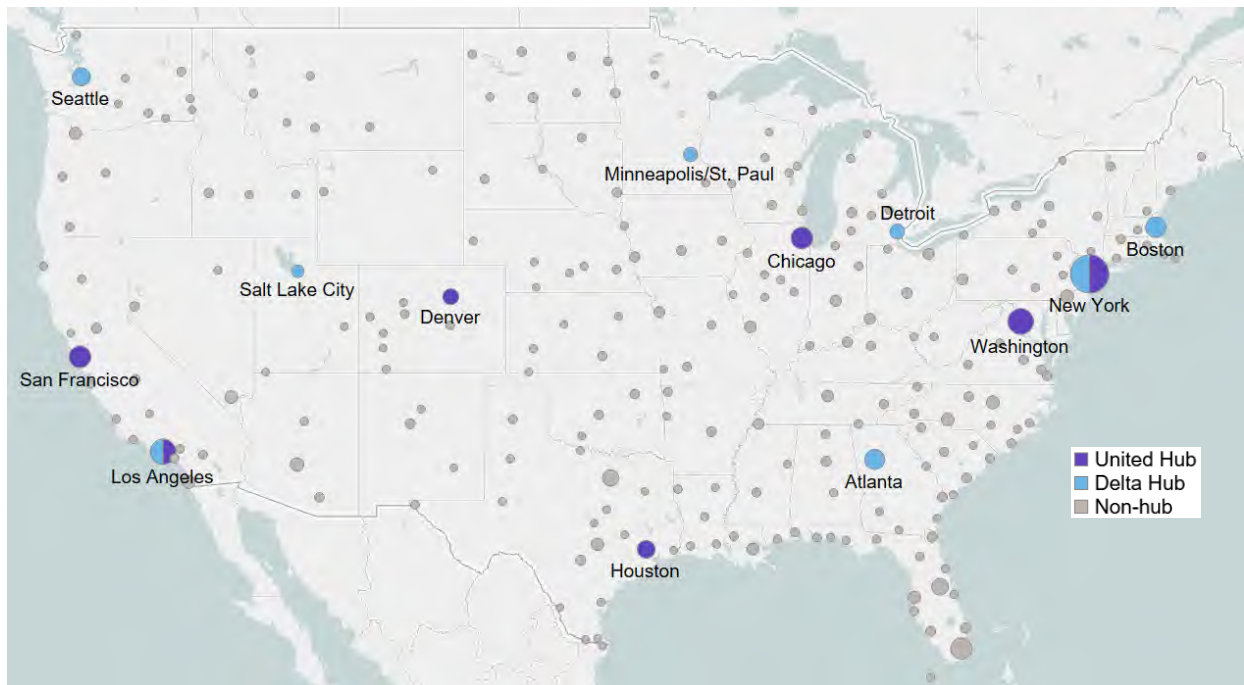 Seattle
Minneapolis/St. Paul
Detroit
Boston
Chicago
Salt Lake City
New York
Denver
Washington
San Francisco
Los Angeles
Atlanta
Houston
United Hub
Delta Hub
Non-hub